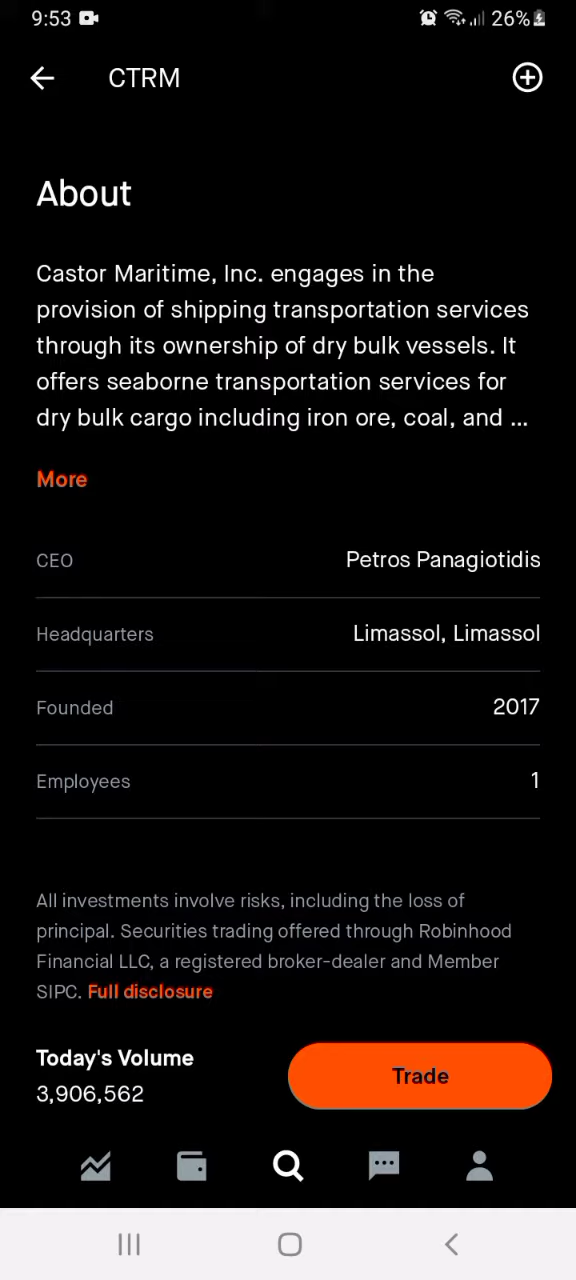 9:53
26%
CTRM
About
Castor Maritime, Inc. engages in the
provision of shipping transportation services
through its ownership of dry bulk vessels. It
offers seaborne transportation services for
dry bulk cargo including iron ore, coal, and ...
More
CEO Petros Panagiotidis
Headquarters Limassol, Limassol
Founded 2017
Employees 1
All investments involve risks, including the loss of
principal. Securities trading offered through Robinhood
Financial LLC, a registered broker-dealer and Member
SIPC. Full disclosure
Today's Volume
3,906,562
Trade